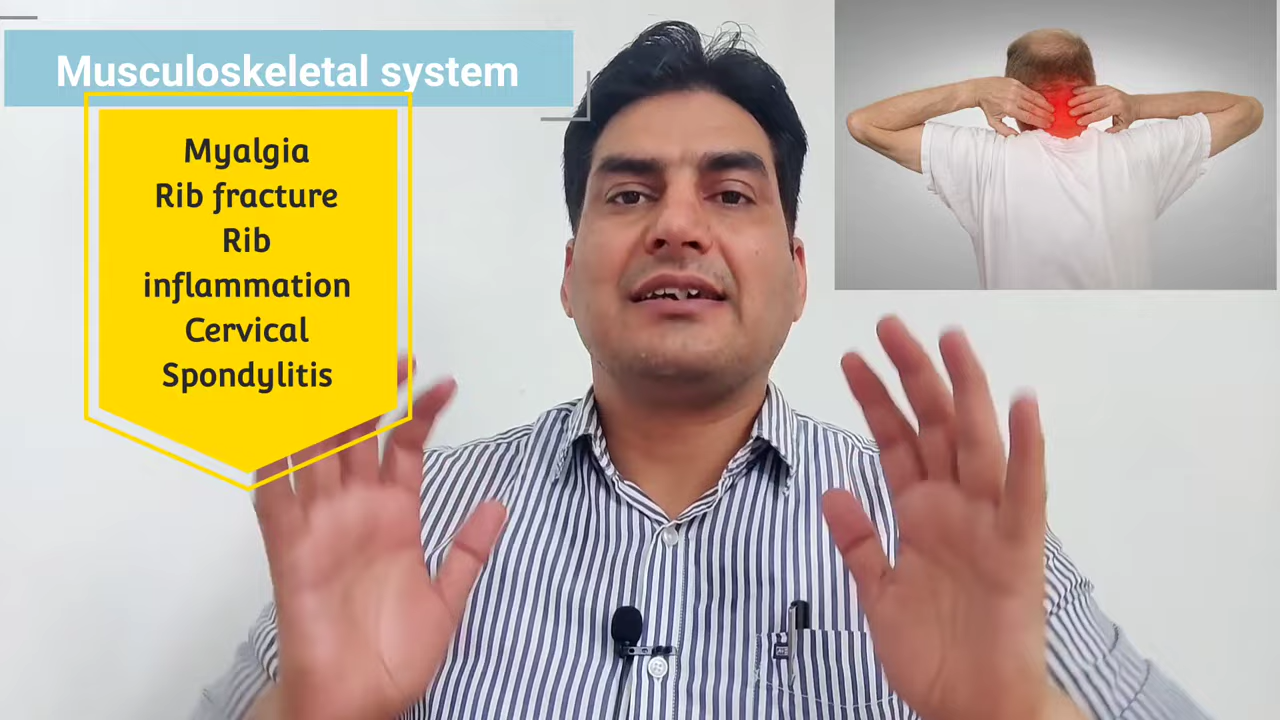 Musculoskeletal system
Myalgia
Rib fracture
Rib
inflammation
Cervical
Spondylitis